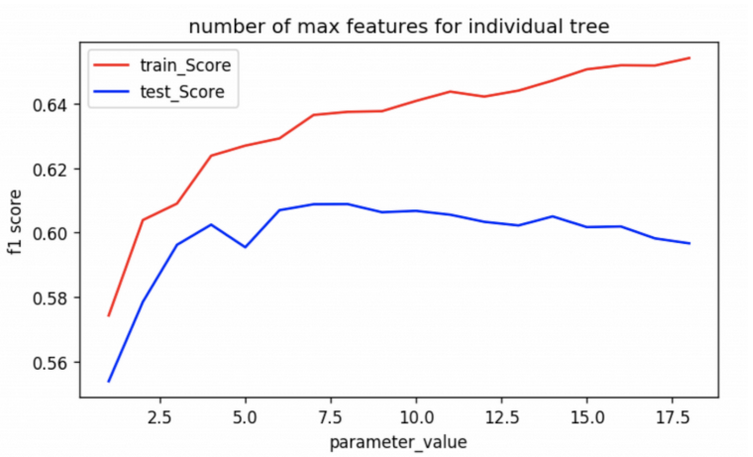 number of max features for individual tree
train_Score
test_Score
f1 score
0.64
0.62
0.60
0.58
0.56
2.5 5.0 7.5 10.0 12.5 15.0 17.5
parameter_value